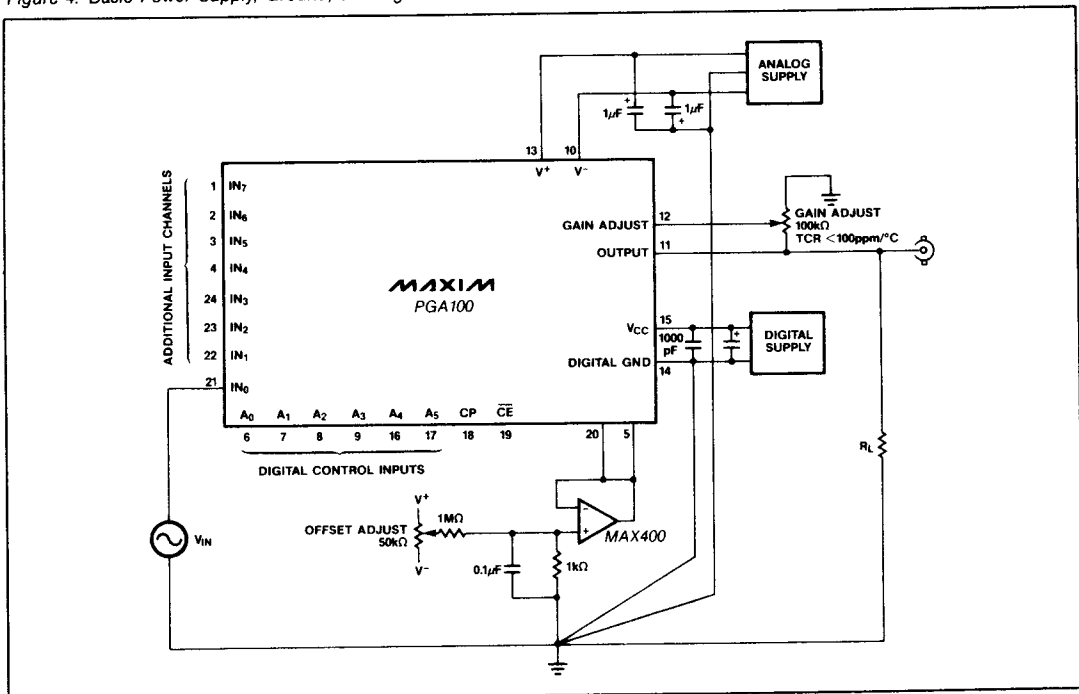 ANALOG
SUPPLY
1µF
+
1µF
+
13
10
V+
V−
ADDITIONAL INPUT CHANNELS
1 IN7
2 IN6
3 IN5
4 IN4
24 IN3
23 IN2
22 IN1
21 IN0
MAXIM
PGA100
GAIN ADJUST 12
OUTPUT 11
GAIN ADJUST
100kΩ
TCR <100ppm/°C
VCC 15
1000
pF
+
DIGITAL GND 14
DIGITAL
SUPPLY
A0 A1 A2 A3 A4 A5 CP C̅E̅
6 7 8 9 16 17 18 19 20 5
DIGITAL CONTROL INPUTS
RL
VIN
V+
OFFSET ADJUST
50kΩ
V−
1MΩ
−
+
MAX400
0.1µF
1kΩ